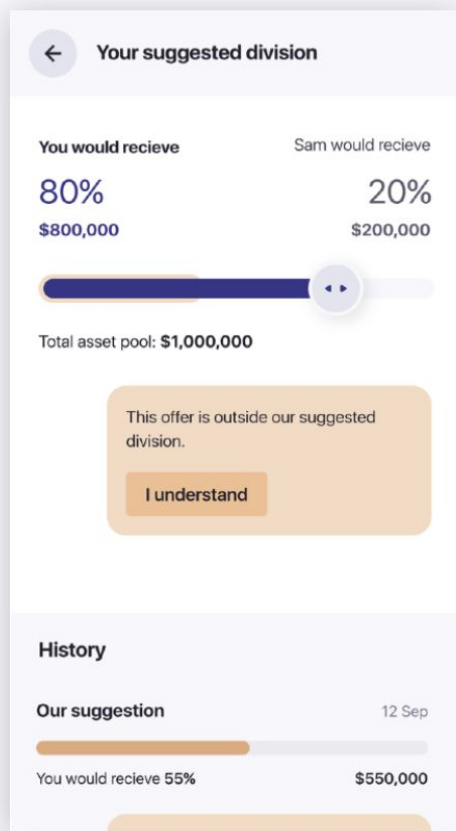 Your suggested division
You would recieve
Sam would recieve
80%
20%
$800,000
$200,000
Total asset pool: $1,000,000
This offer is outside our suggested
division.
I understand
History
Our suggestion
12 Sep
You would recieve 55%
$550,000